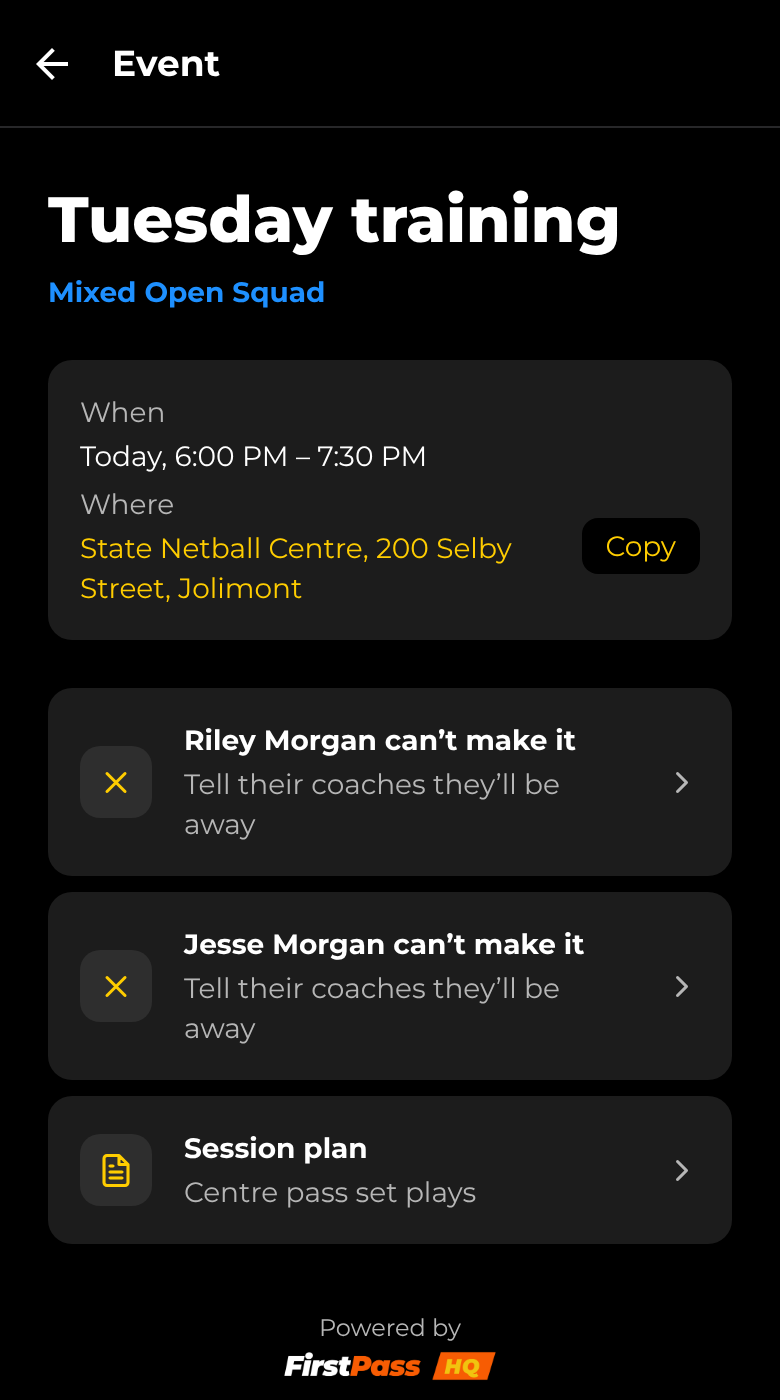 Event
Tuesday training
Mixed Open Squad
When
Today, 6:00 PM – 7:30 PM
Where
State Netball Centre, 200 Selby
Street, Jolimont
Copy
Riley Morgan can’t make it
Tell their coaches they’ll be
away
Jesse Morgan can’t make it
Tell their coaches they’ll be
away
Session plan
Centre pass set plays
Powered by
FirstPass HQ